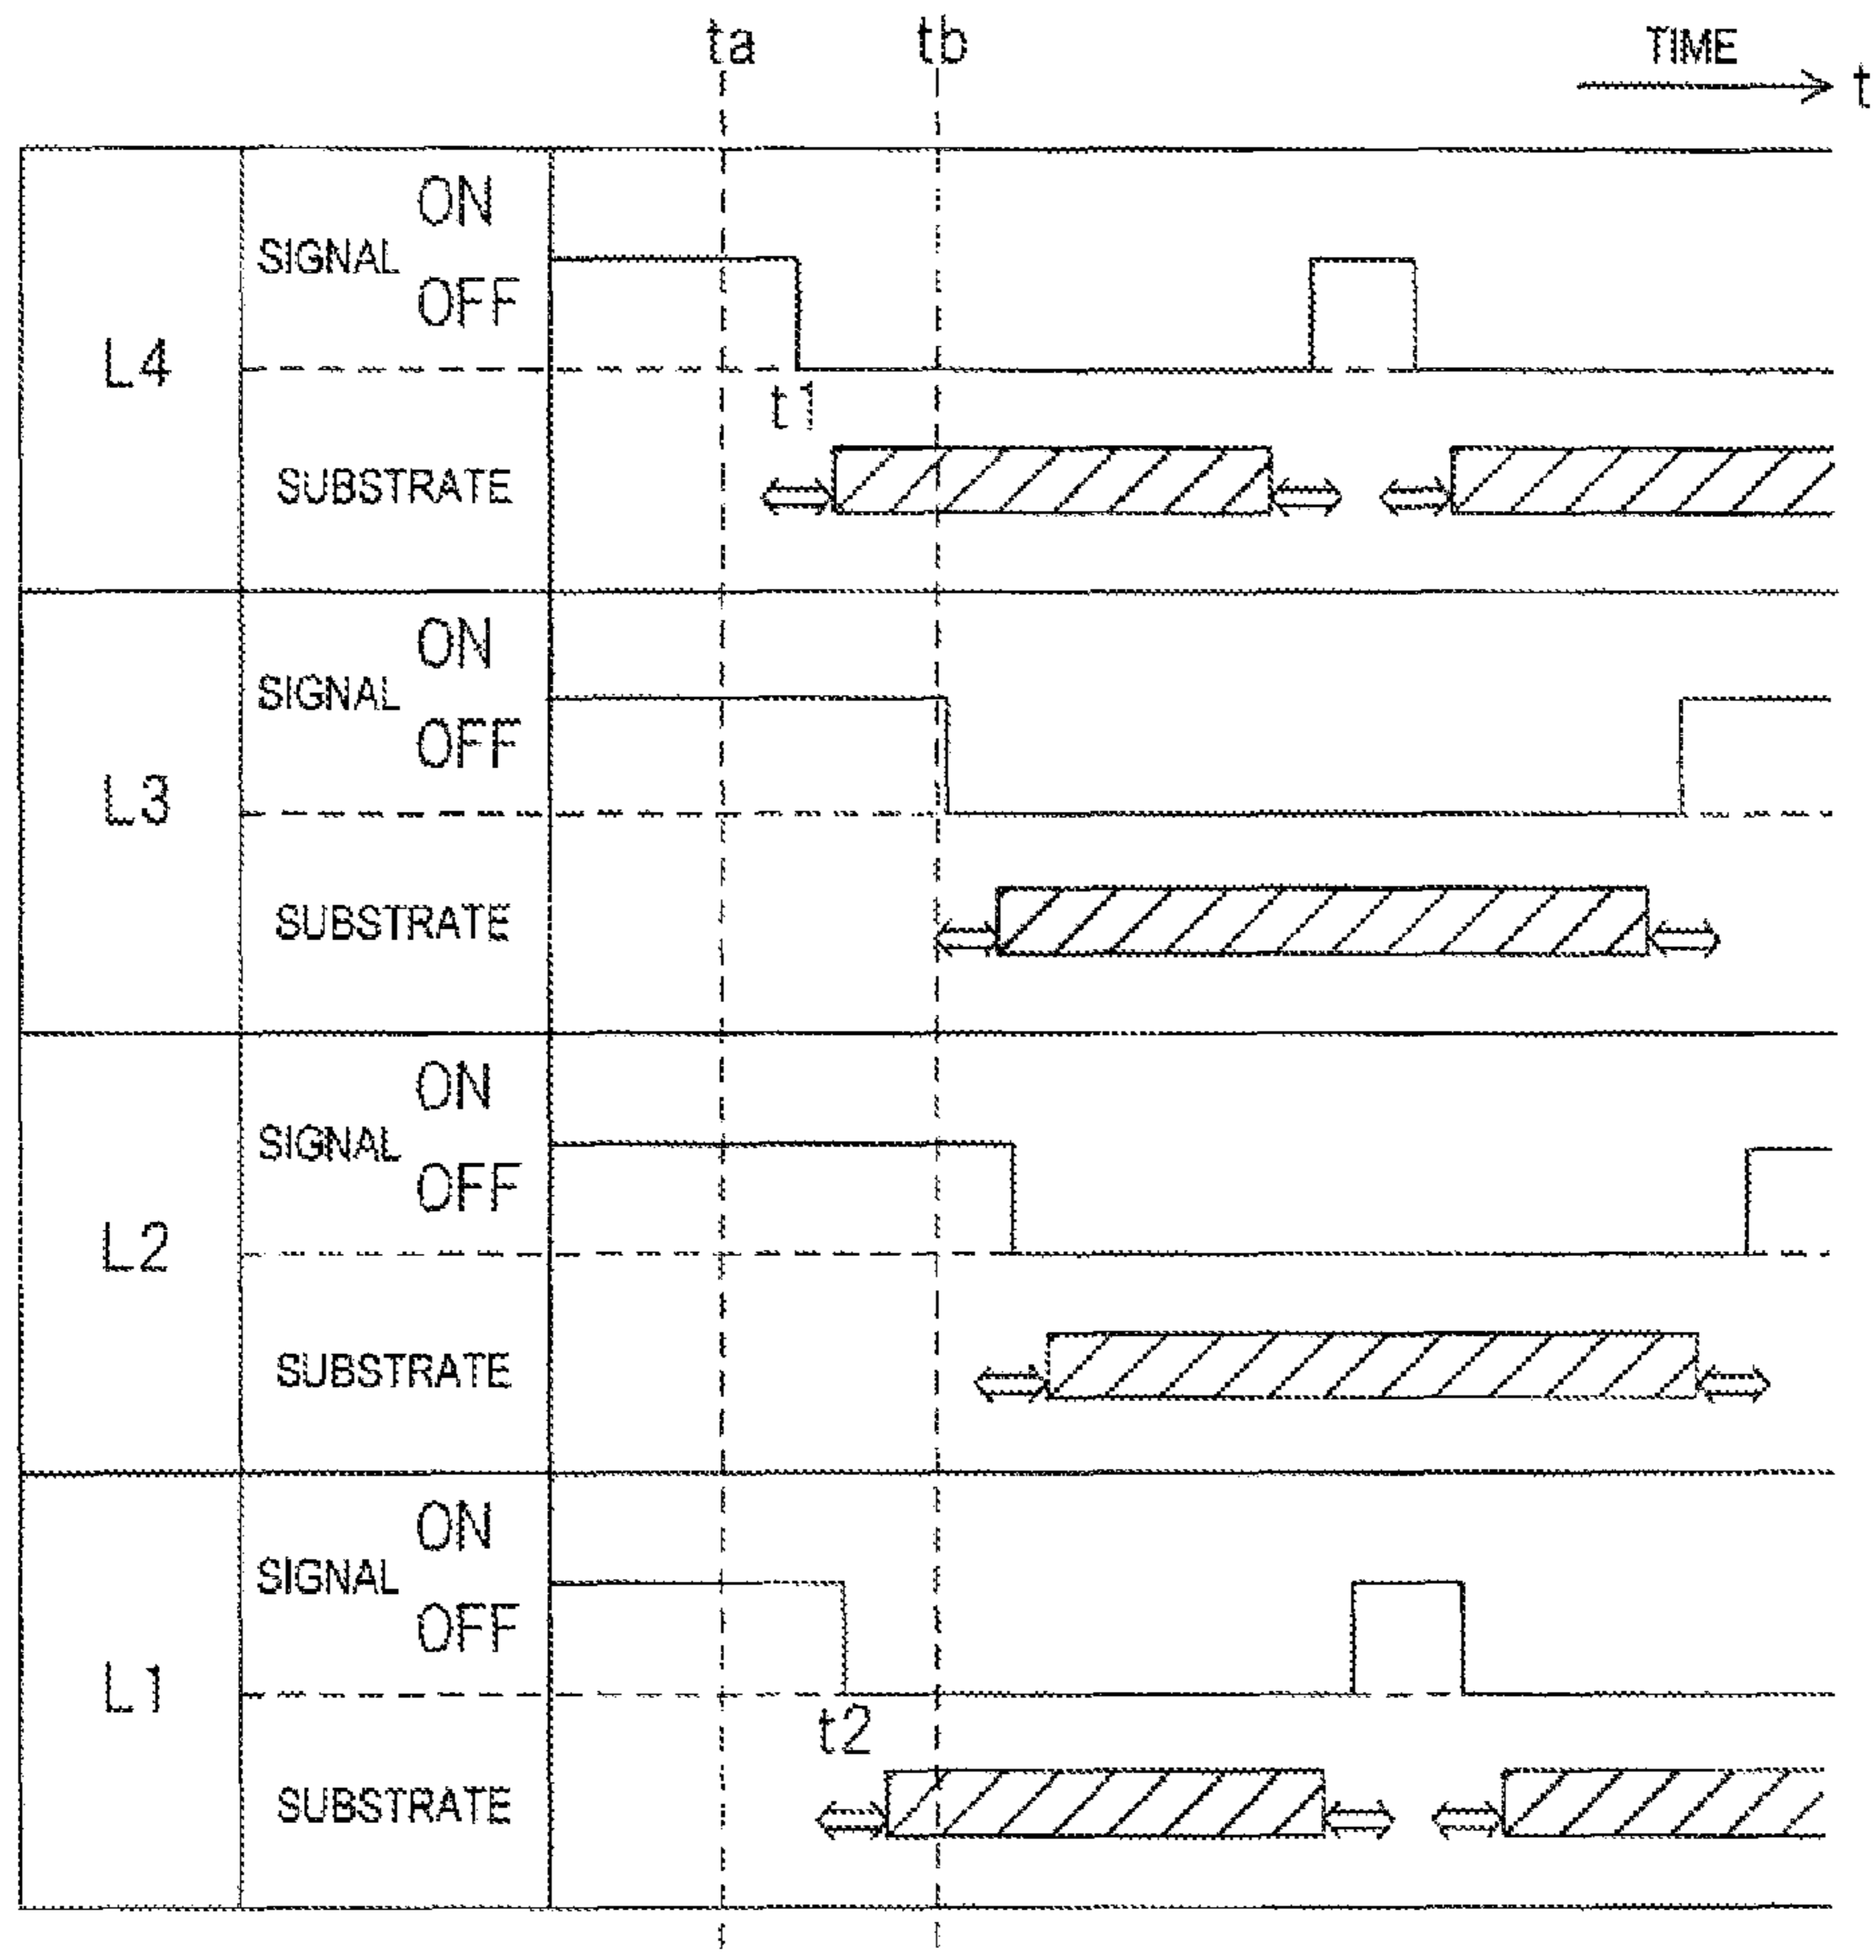 ta tb TIME t
L4 SIGNAL ON
OFF
t1
SUBSTRATE
L3 SIGNAL ON
OFF
SUBSTRATE
L2 SIGNAL ON
OFF
SUBSTRATE
L1 SIGNAL ON
OFF
t2
SUBSTRATE